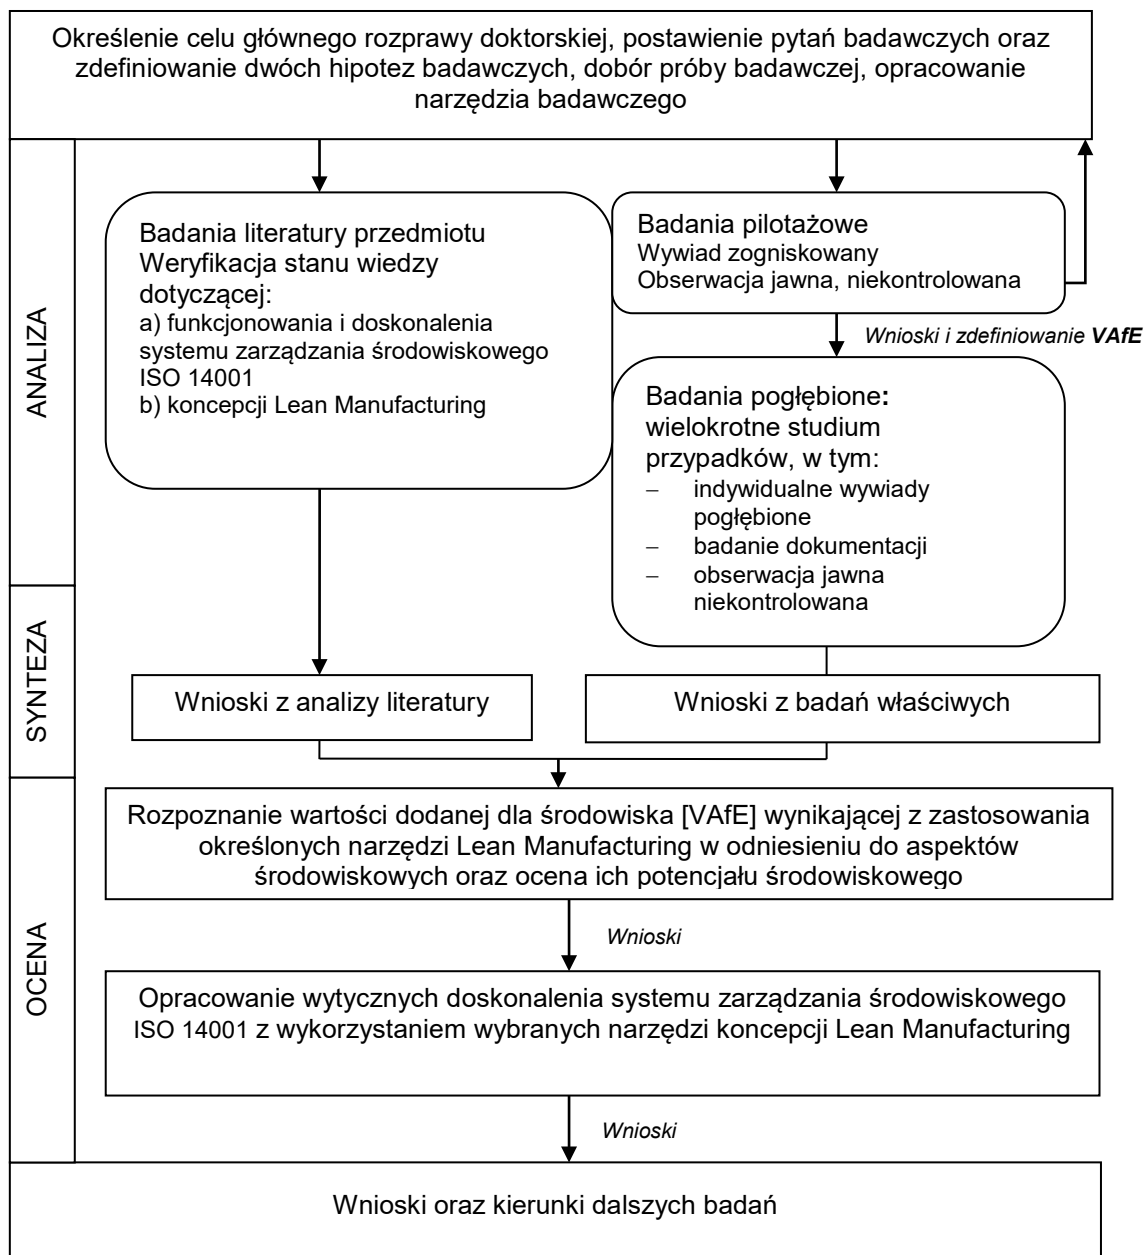 Określenie celu głównego rozprawy doktorskiej, postawienie pytań badawczych oraz
zdefiniowanie dwóch hipotez badawczych, dobór próby badawczej, opracowanie
narzędzia badawczego
ANALIZA
Badania literatury przedmiotu
Weryfikacja stanu wiedzy
dotyczącej:
a) funkcjonowania i doskonalenia
systemu zarządzania środowiskowego
ISO 14001
b) koncepcji Lean Manufacturing
Badania pilotażowe
Wywiad zogniskowany
Obserwacja jawna, niekontrolowana
Wnioski i zdefiniowanie VAfE
Badania pogłębione:
wielokrotne studium
przypadków, w tym:
− indywidualne wywiady
pogłębione
− badanie dokumentacji
− obserwacja jawna
niekontrolowana
SYNTEZA
Wnioski z analizy literatury
Wnioski z badań właściwych
OCENA
Rozpoznanie wartości dodanej dla środowiska [VAfE] wynikającej z zastosowania
określonych narzędzi Lean Manufacturing w odniesieniu do aspektów
środowiskowych oraz ocena ich potencjału środowiskowego
Wnioski
Opracowanie wytycznych doskonalenia systemu zarządzania środowiskowego
ISO 14001 z wykorzystaniem wybranych narzędzi koncepcji Lean Manufacturing
Wnioski
Wnioski oraz kierunki dalszych badań